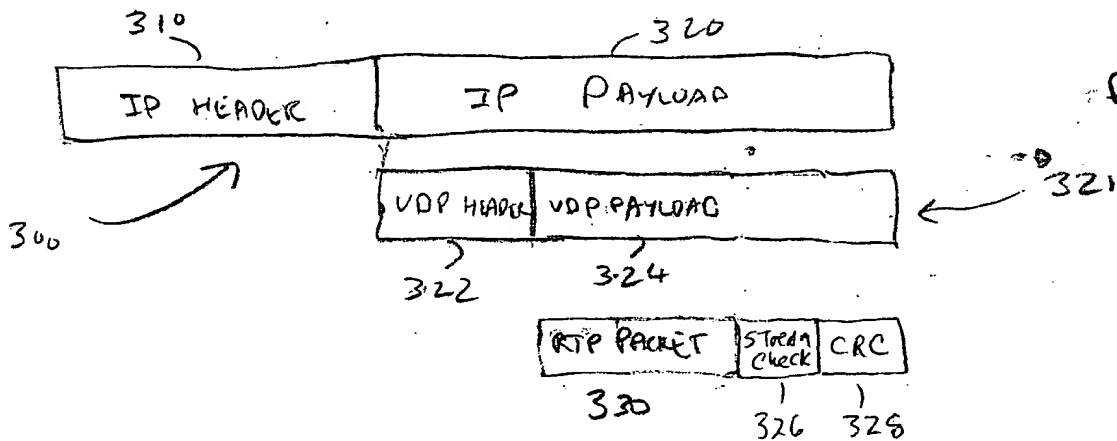 310
320
IP HEADER
IP PAYLOAD
300
321
UDP HEADER
UDP PAYLOAD
322
324
RTP PACKET
CRC
Check
330
326
328